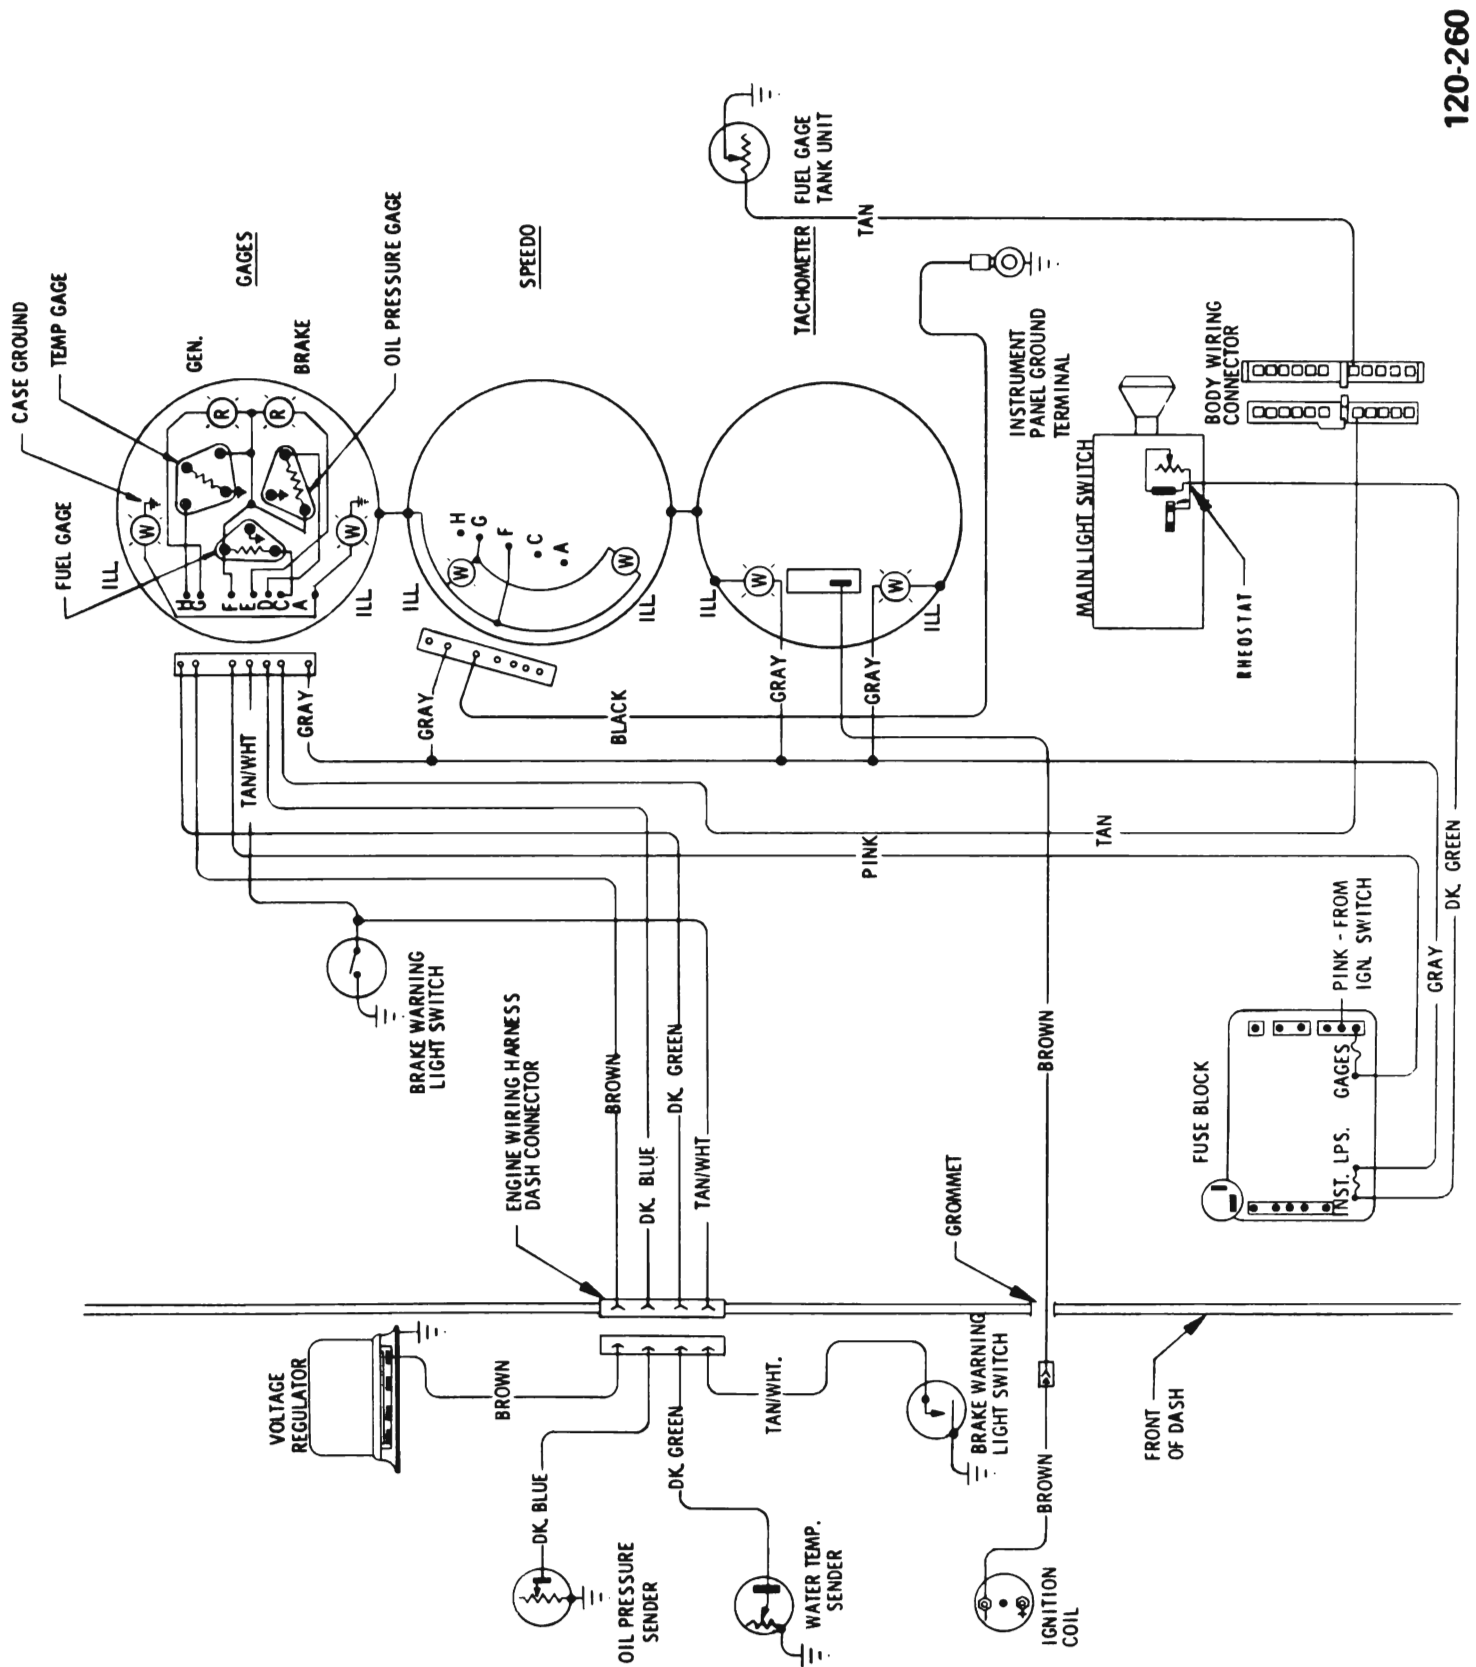 120-260
CASE GROUND
TEMP GAGE
FUEL GAGE
GEN.
BRAKE
OIL PRESSURE GAGE
GAGES
SPEEDO
TACHOMETER
FUEL GAGE
TANK UNIT
TAN
ILL
W
R
R
W
H
G
F
E
D
C
A
ILL
ILL
H
G
F
C
A
W
W
ILL
ILL
W
W
ILL
INSTRUMENT
PANEL GROUND
TERMINAL
MAIN LIGHT SWITCH
RHEOSTAT
BODY WIRING
CONNECTOR
GRAY
GRAY
BLACK
GRAY
GRAY
TAN/WHT
TAN
PINK
DK. GREEN
GRAY
BRAKE WARNING
LIGHT SWITCH
ENGINE WIRING HARNESS
DASH CONNECTOR
BROWN
DK. BLUE
DK. GREEN
TAN/WHT
BROWN
GROMMET
FUSE BLOCK
INST. LPS.
GAGES
PINK - FROM
IGN. SWITCH
VOLTAGE
REGULATOR
BROWN
DK. BLUE
DK. GREEN
TAN/WHT.
BRAKE WARNING
LIGHT SWITCH
FRONT
OF DASH
BROWN
OIL PRESSURE
SENDER
WATER TEMP.
SENDER
IGNITION
COIL
+
-